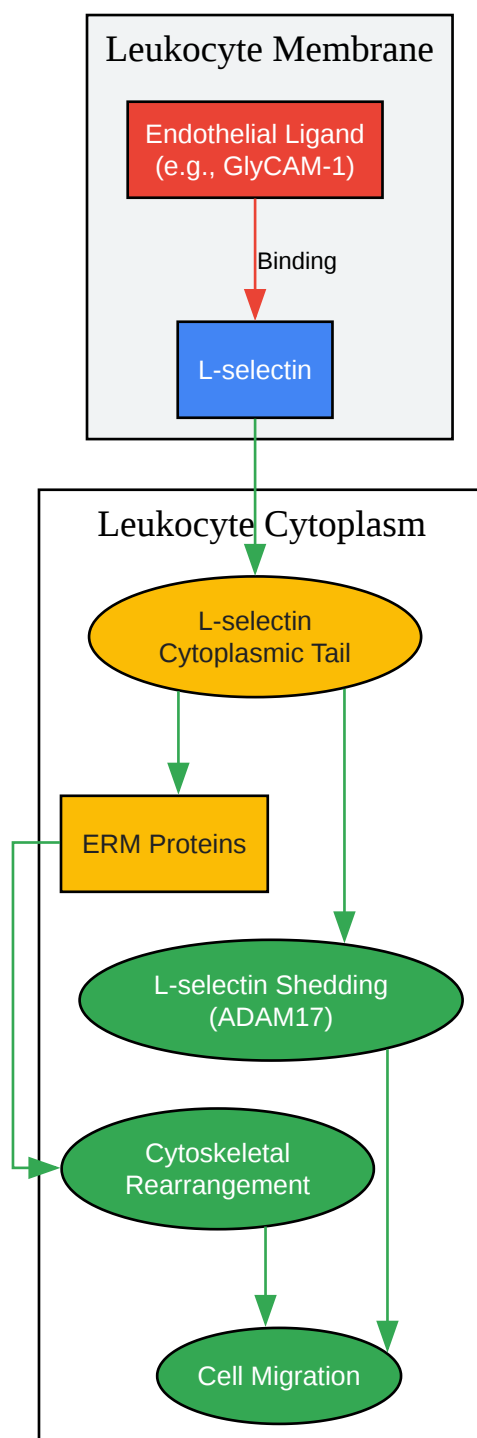 Leukocyte Membrane
Endothelial Ligand
(e.g., GlyCAM-1)
Binding
L-selectin
Leukocyte Cytoplasm
L-selectin
Cytoplasmic Tail
ERM Proteins
L-selectin Shedding
(ADAM17)
Cytoskeletal
Rearrangement
Cell Migration